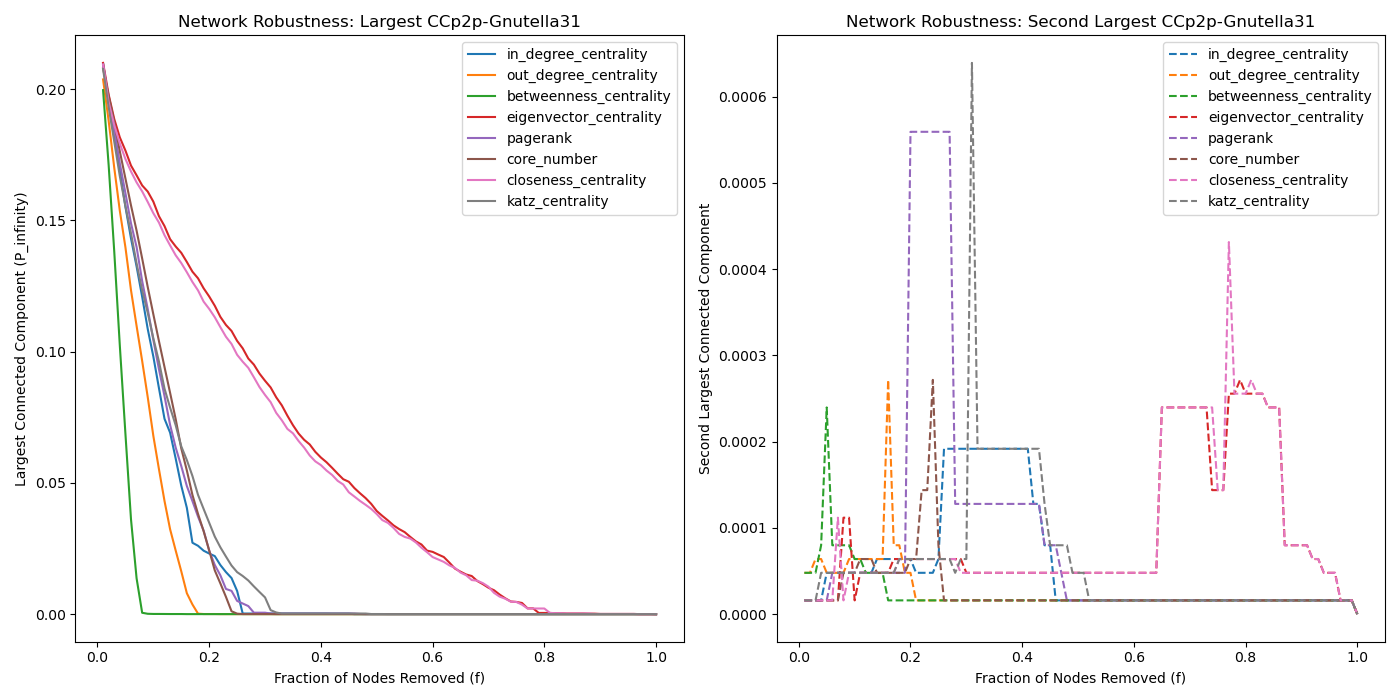 Network Robustness: Largest CCp2p-Gnutella31
Largest Connected Component (P_infinity)
0.20
0.15
0.10
0.05
0.00
in_degree_centrality
out_degree_centrality
betweenness_centrality
eigenvector_centrality
pagerank
core_number
closeness_centrality
katz_centrality
0.0 0.2 0.4 0.6 0.8 1.0
Fraction of Nodes Removed (f)
Network Robustness: Second Largest CCp2p-Gnutella31
Second Largest Connected Component
0.0006
0.0005
0.0004
0.0003
0.0002
0.0001
0.0000
in_degree_centrality
out_degree_centrality
betweenness_centrality
eigenvector_centrality
pagerank
core_number
closeness_centrality
katz_centrality
0.0 0.2 0.4 0.6 0.8 1.0
Fraction of Nodes Removed (f)